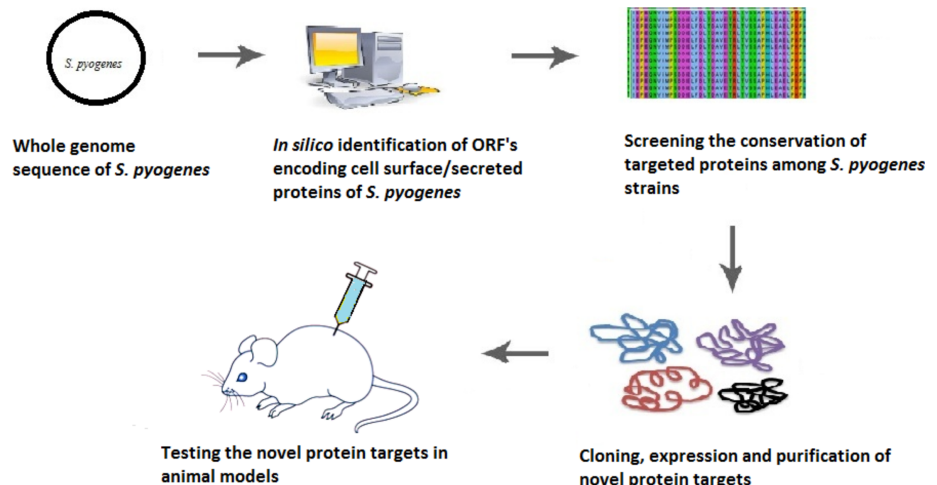 S. pyogenes
Whole genome
sequence of S. pyogenes
In silico identification of ORF's
encoding cell surface/secreted
proteins of S. pyogenes
Screening the conservation of
targeted proteins among S. pyogenes
strains
Cloning, expression and purification of
novel protein targets
Testing the novel protein targets in
animal models